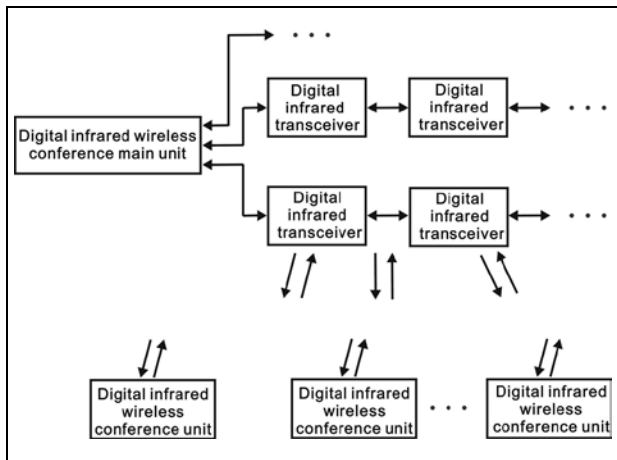 . . .
Digital
infrared
transceiver
Digital
infrared
transceiver
. . .
Digital infrared wireless
conference main unit
Digital
infrared
transceiver
Digital
infrared
transceiver
. . .
Digital infrared
wireless
conference unit
Digital infrared
wireless
conference unit
. . .
Digital infrared
wireless
conference unit